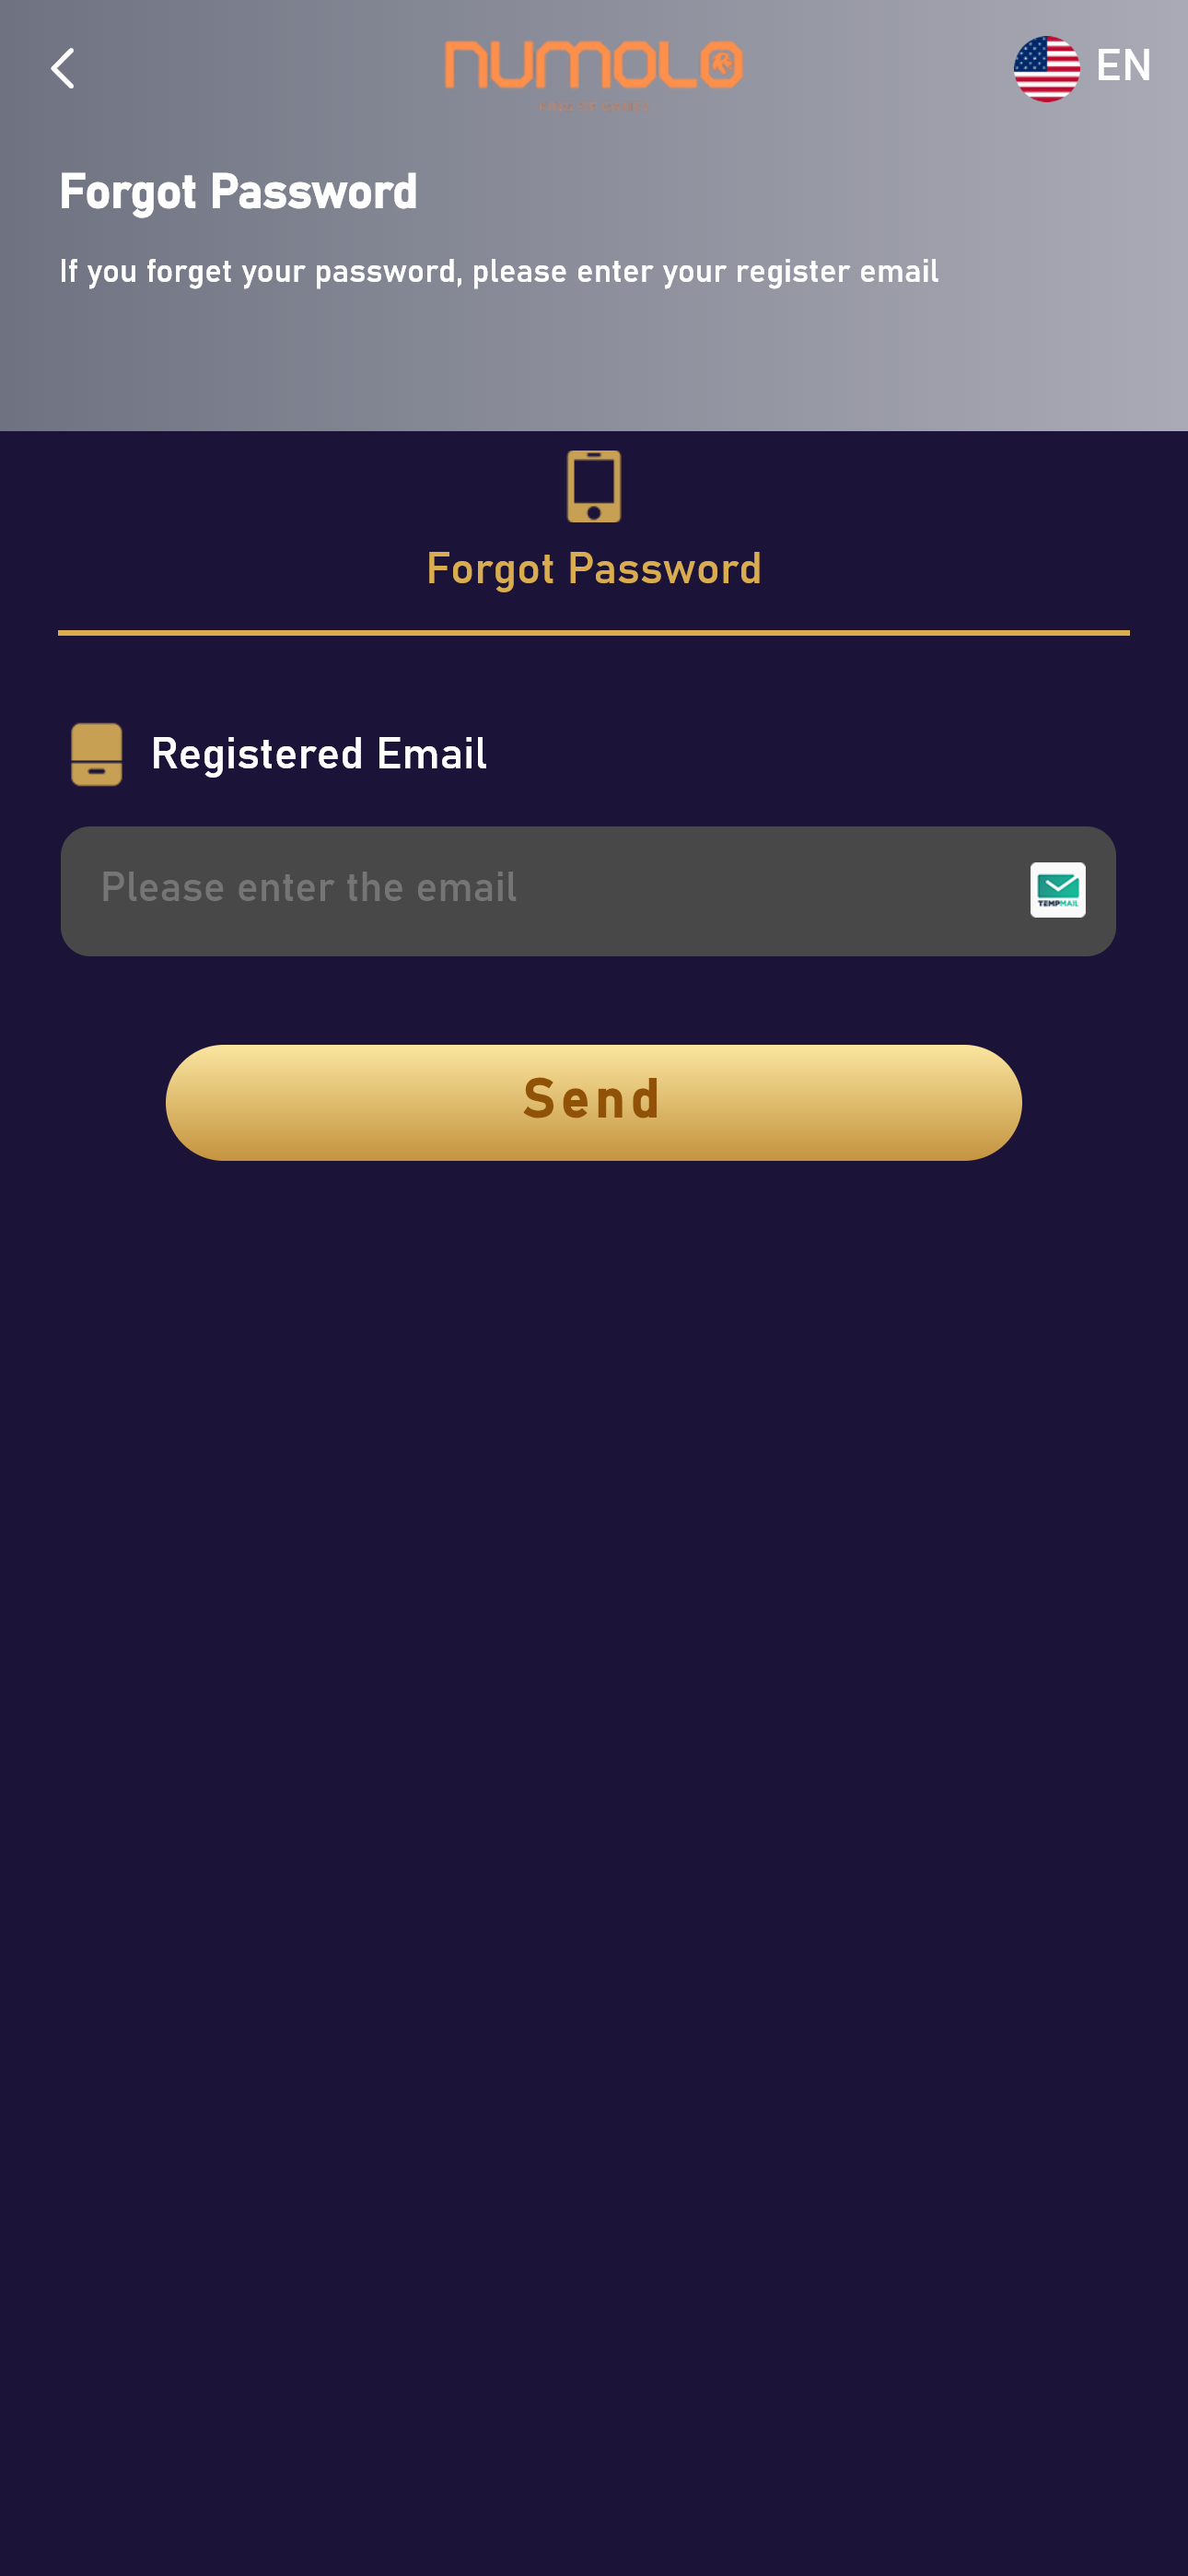 NUMOLO
EN
Forgot Password
If you forget your password, please enter your register email
Forgot Password
Registered Email
Please enter the email
TEMPMAIL
Send